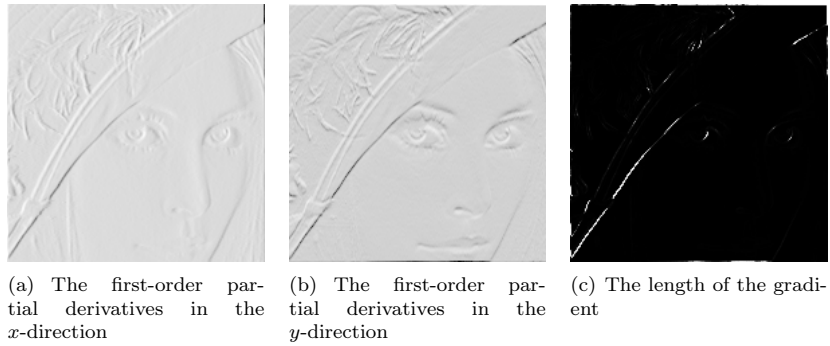 (a) The first-order par-
tial derivatives in the
x-direction
(b) The first-order par-
tial derivatives in the
y-direction
(c) The length of the gradi-
ent